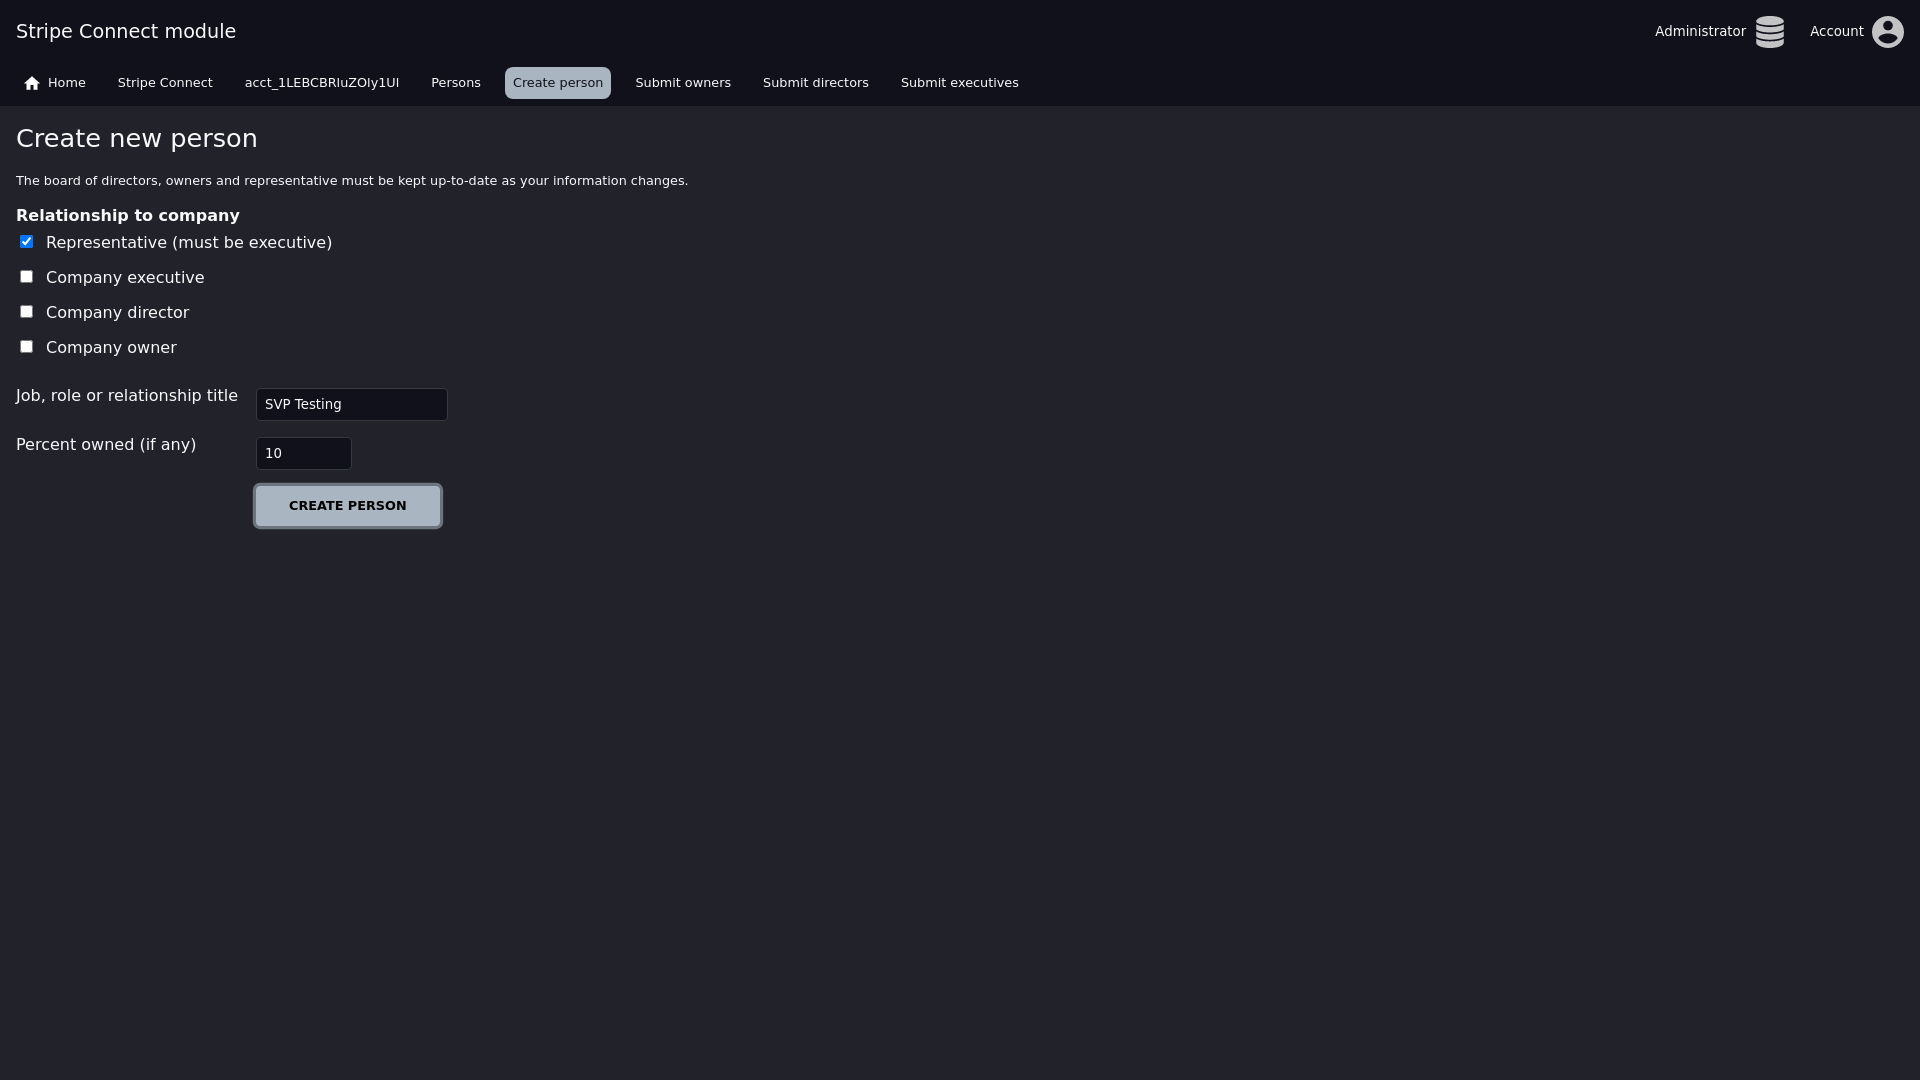 Stripe Connect module
Administrator
Account
Home
Stripe Connect
acct_1LEBCBRIuZOIy1UI
Persons
Create person
Submit owners
Submit directors
Submit executives
Create new person
The board of directors, owners and representative must be kept up-to-date as your information changes.
Relationship to company
Representative (must be executive)
Company executive
Company director
Company owner
Job, role or relationship title
SVP Testing
Percent owned (if any)
10
CREATE PERSON